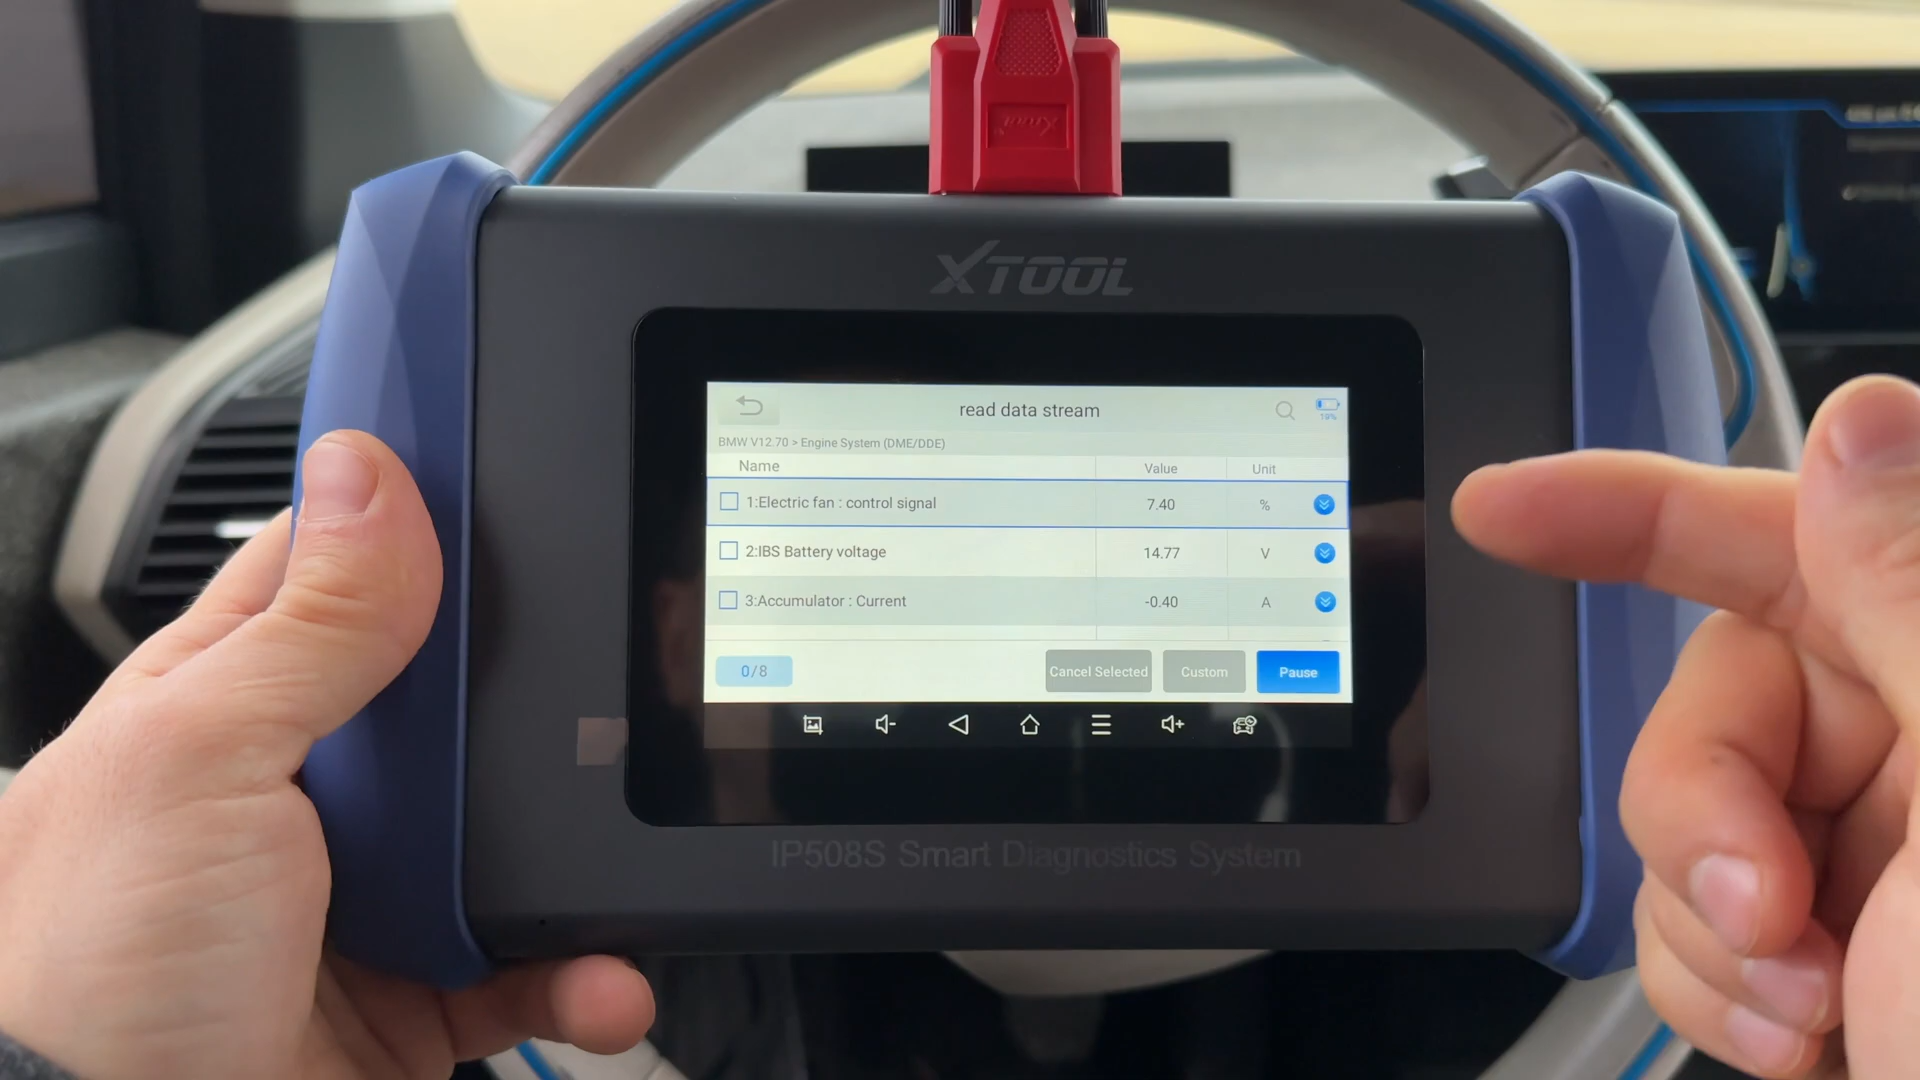 Xtool
XTOOL
read data stream
19%
BMW V12.70 > Engine System (DME/DDE)
Name Value Unit
1:Electric fan : control signal 7.40 %
2:IBS Battery voltage 14.77 V
3:Accumulator : Current -0.40 A
0/8 Cancel Selected Custom Pause
IP508S Smart Diagnostics System